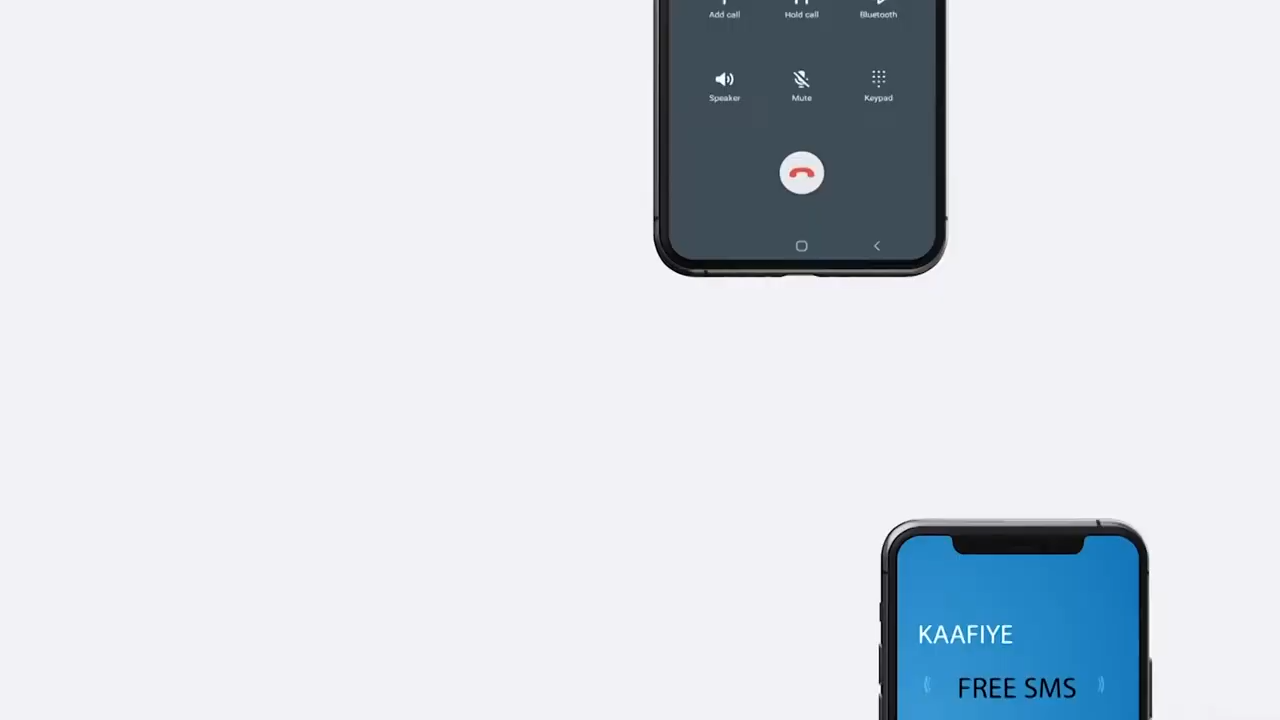 Add call Hold call Bluetooth
Speaker Mute Keypad
KAAFIYE
FREE SMS